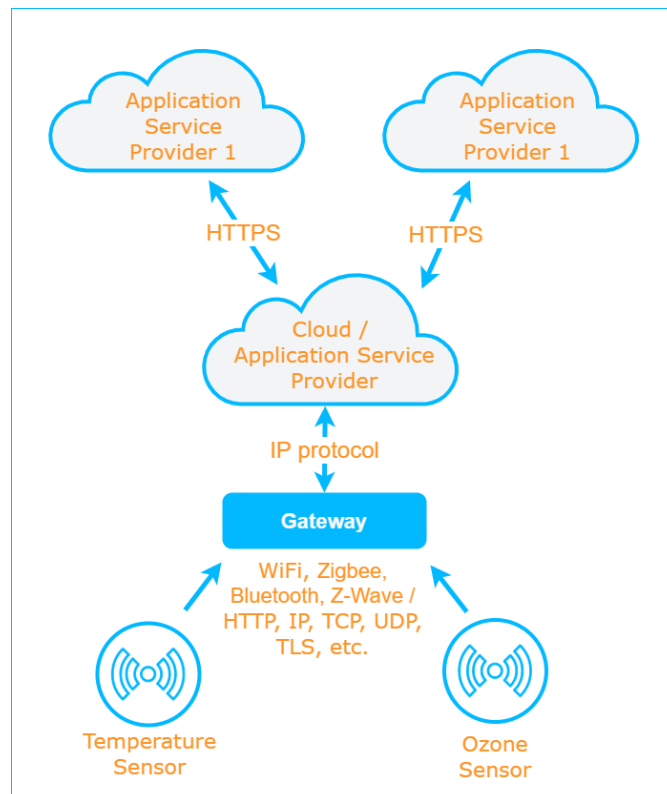 Application
Service
Provider 1
Application
Service
Provider 1
HTTPS
HTTPS
Cloud /
Application Service
Provider
IP protocol
Gateway
WiFi, Zigbee,
Bluetooth, Z-Wave /
HTTP, IP, TCP, UDP,
TLS, etc.
Temperature
Sensor
Ozone
Sensor